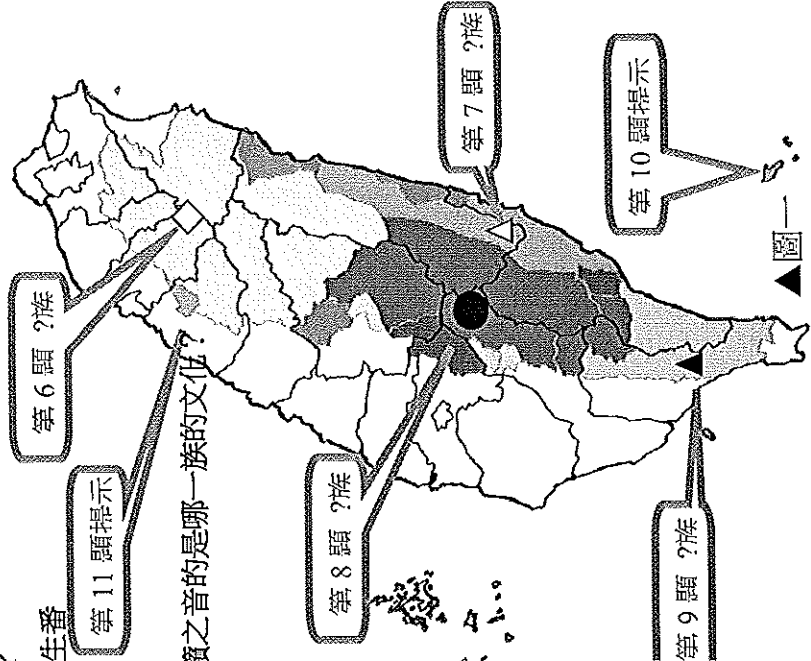 生番
第 11 題提示
籟之音的是哪一族的文化？
第 6 題 ?族
第 7 題 ?族
第 8 題 ?族
第 9 題 ?族
第 10 題提示
▲圖一